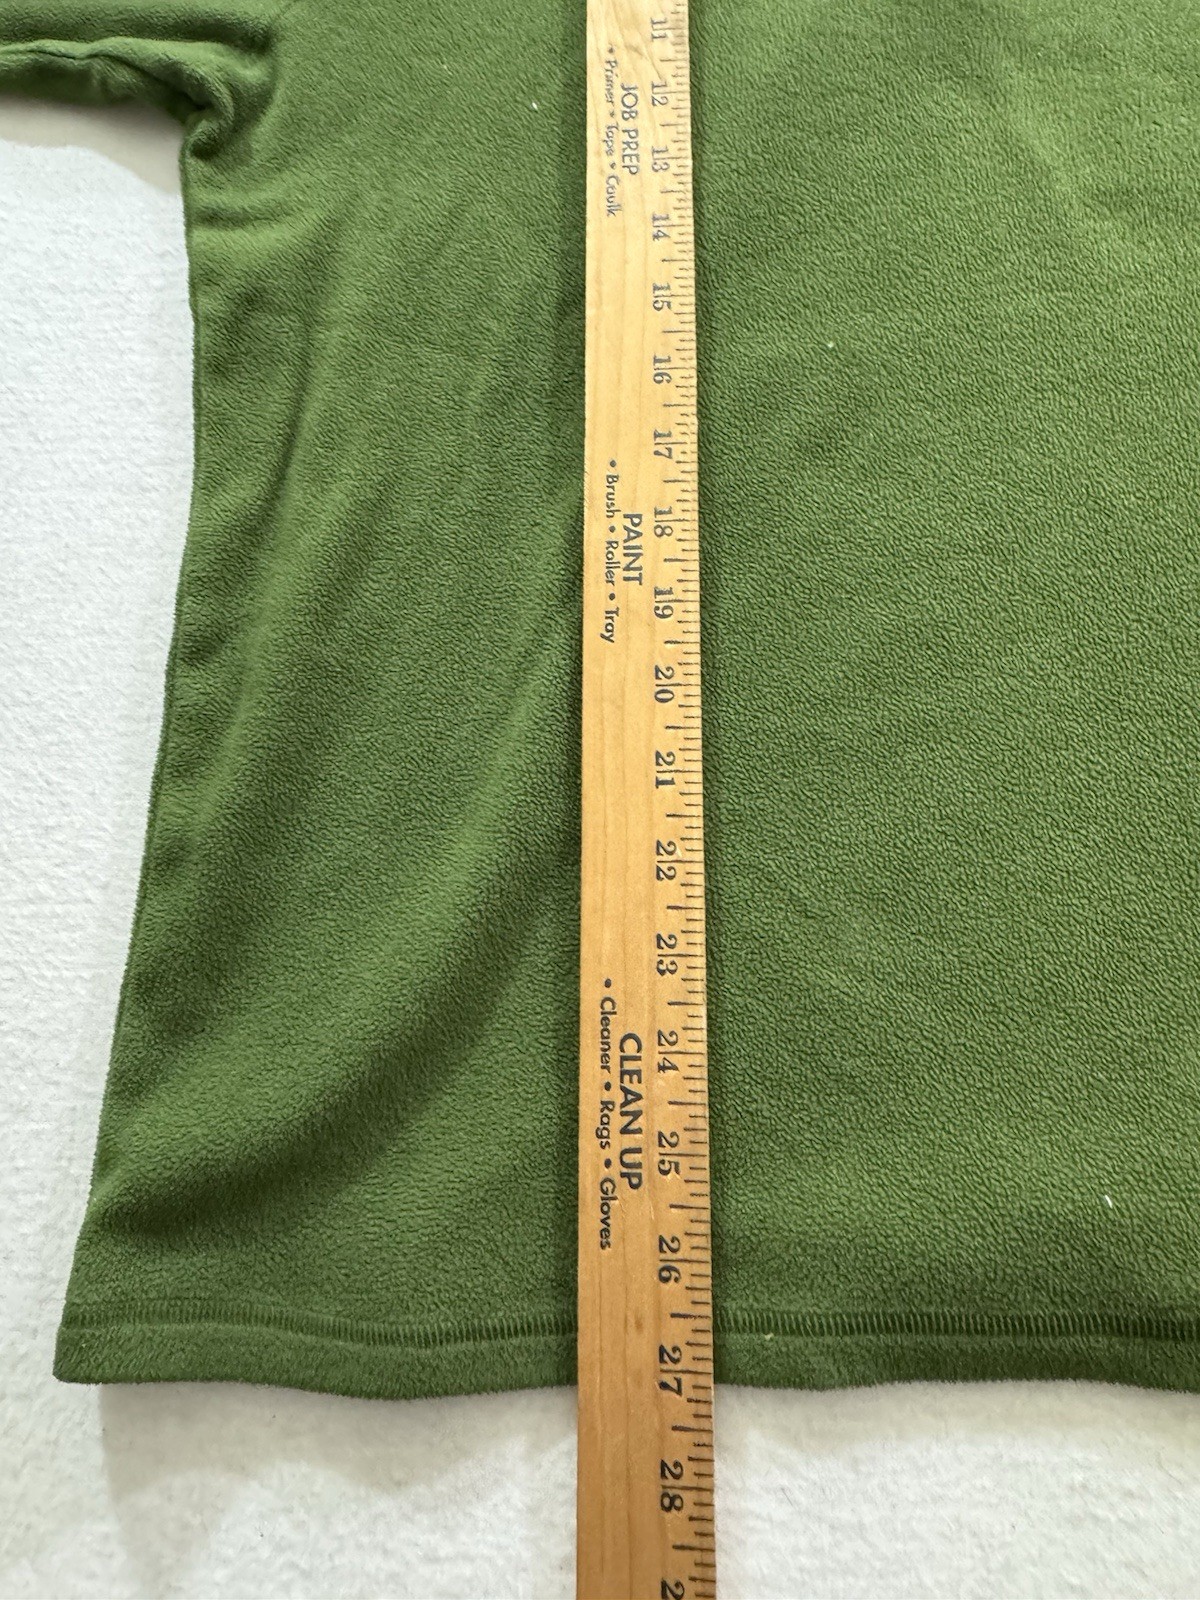 JOB PREP
• Primer • Tape • Caulk
PAINT
• Brush • Roller • Tray
CLEAN UP
• Cleaner • Rags • Gloves
11 12 13 14 15 16 17 18 19 20 21 22 23 24 25 26 27 28 2